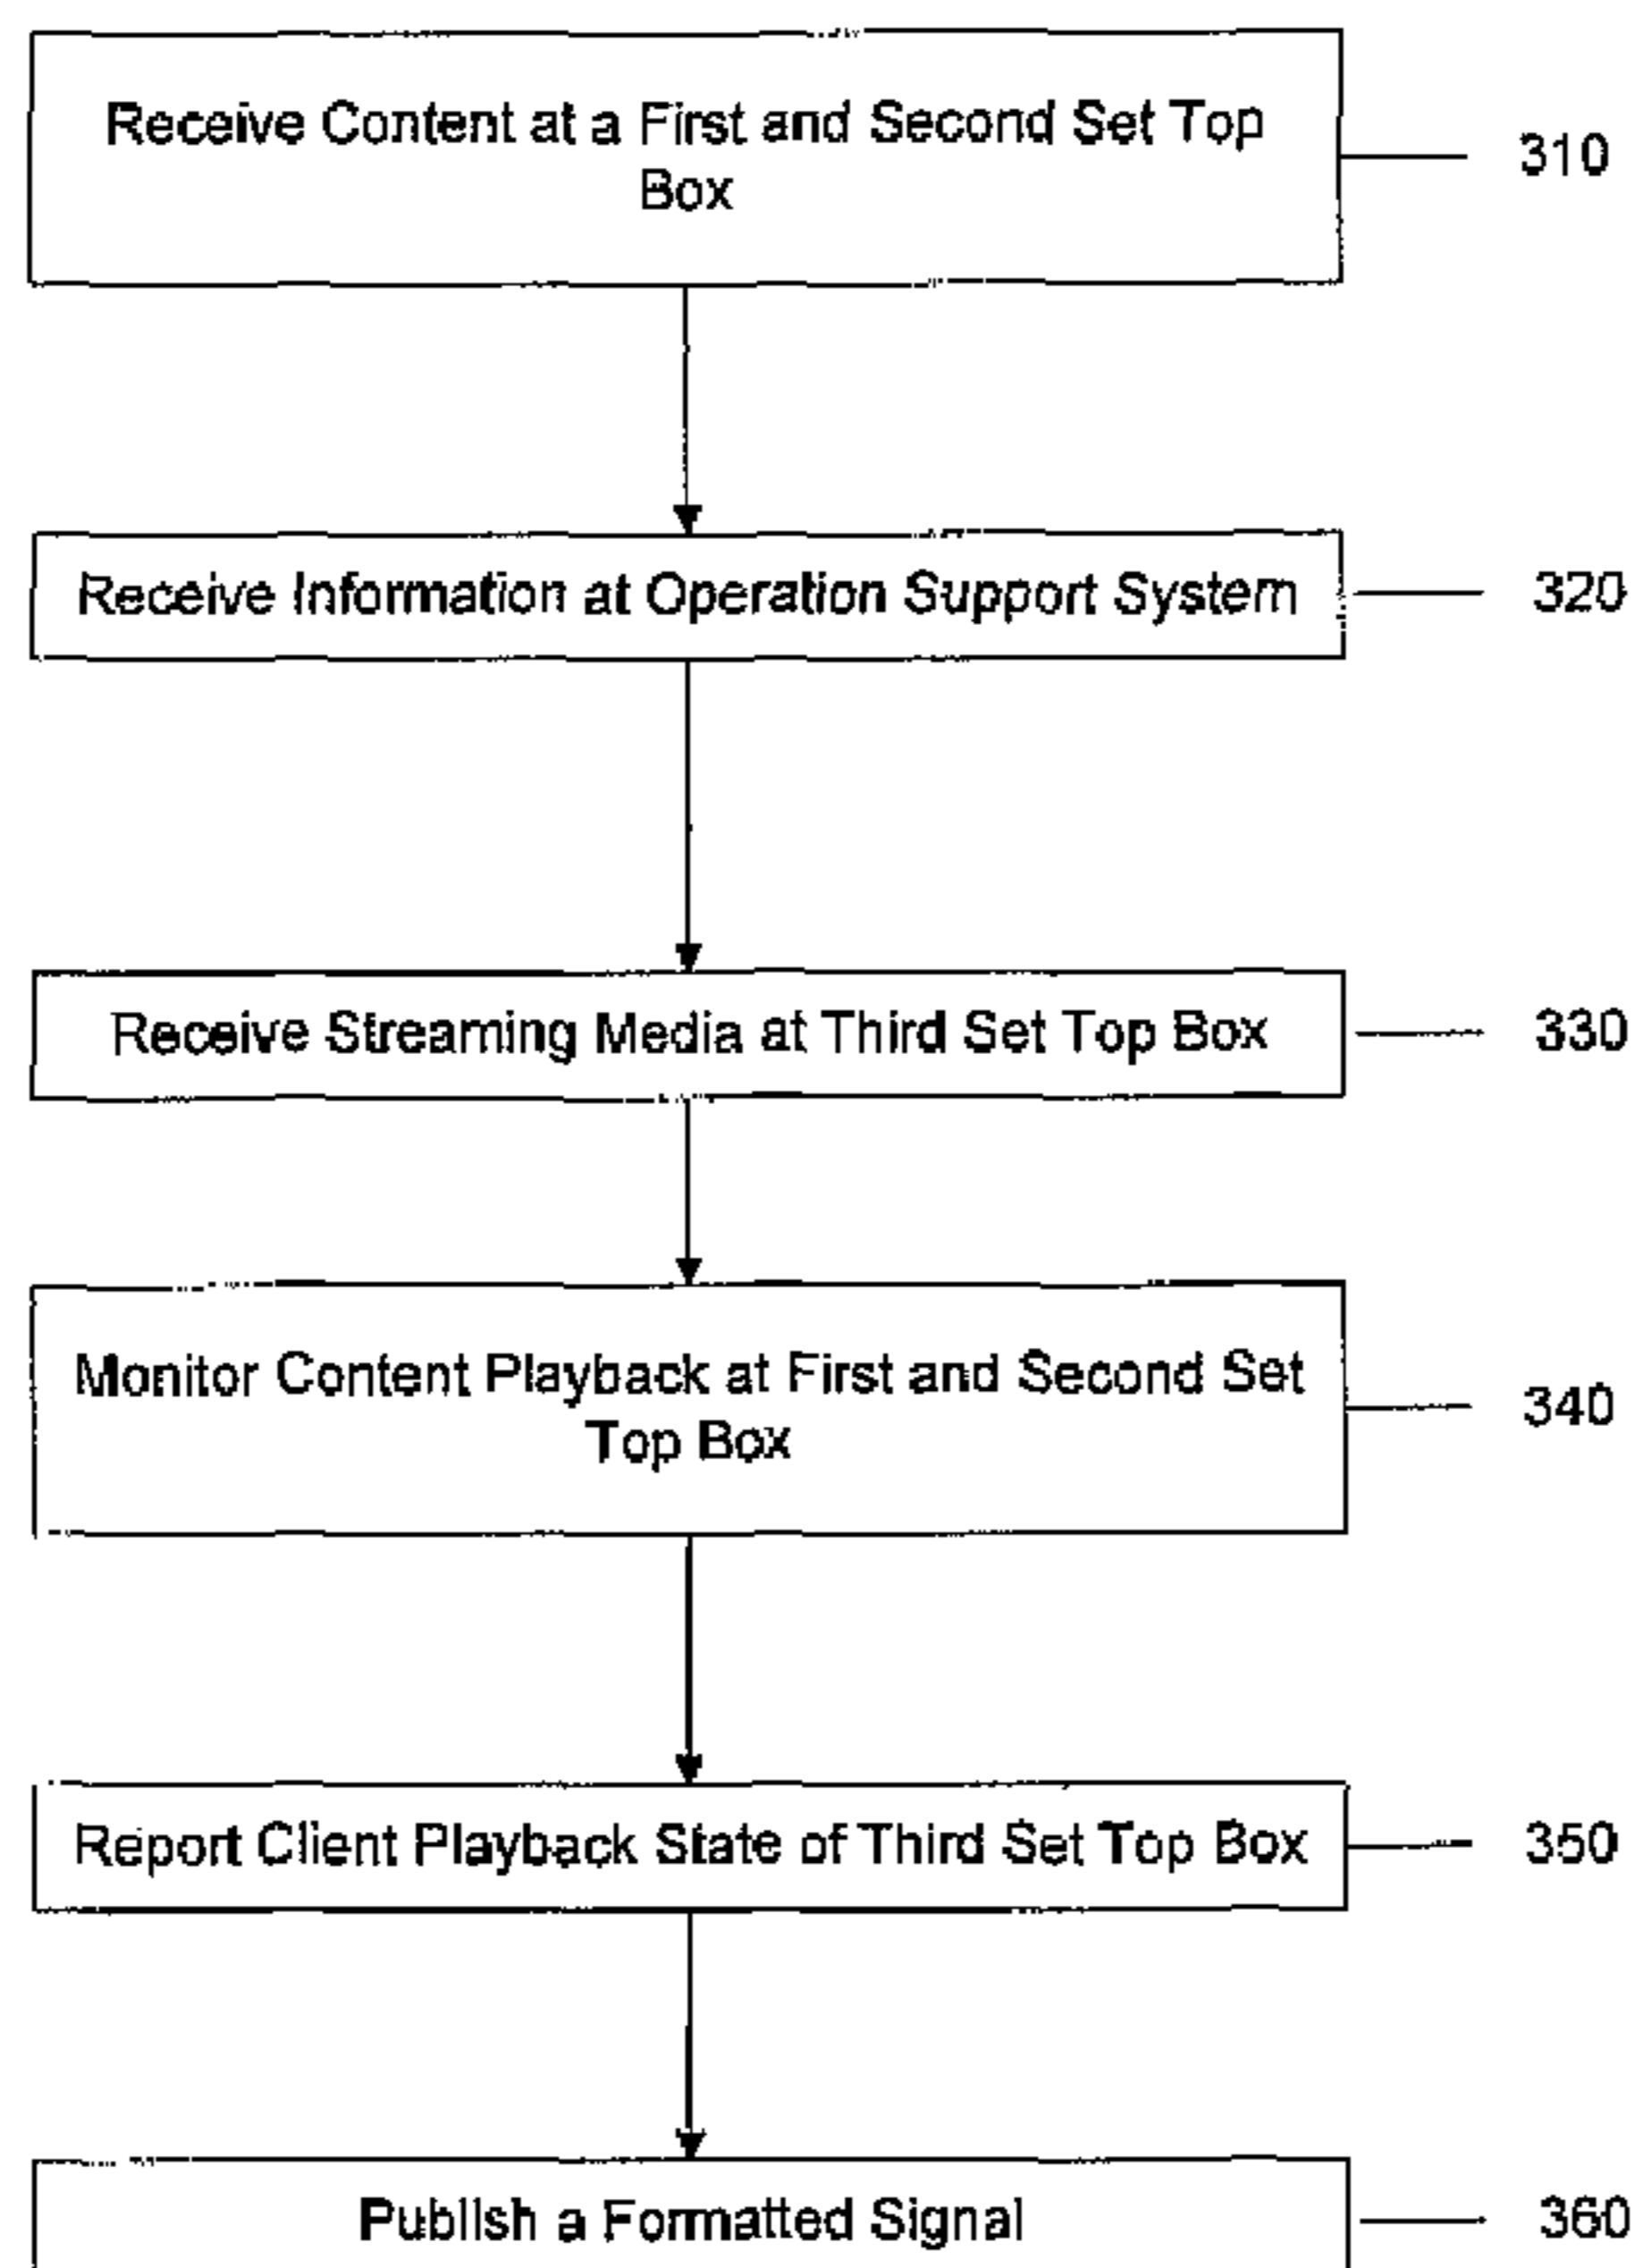 Receive Content at a First and Second Set Top
Box
310
Receive Information at Operation Support System
320
Receive Streaming Media at Third Set Top Box
330
Monitor Content Playback at First and Second Set
Top Box
340
Report Client Playback State of Third Set Top Box
350
Publish a Formatted Signal
360